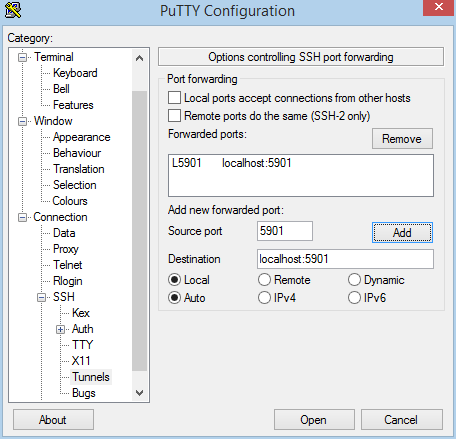 PuTTY Configuration
Category:
Terminal
Keyboard
Bell
Features
Window
Appearance
Behaviour
Translation
Selection
Colours
Connection
Data
Proxy
Telnet
Rlogin
SSH
Kex
Auth
TTY
X11
Tunnels
Bugs
Options controlling SSH port forwarding
Port forwarding
Local ports accept connections from other hosts
Remote ports do the same (SSH-2 only)
Forwarded ports:
Remove
L5901 localhost:5901
Add new forwarded port:
Source port 5901 Add
Destination localhost:5901
Local Remote Dynamic
Auto IPv4 IPv6
About Open Cancel